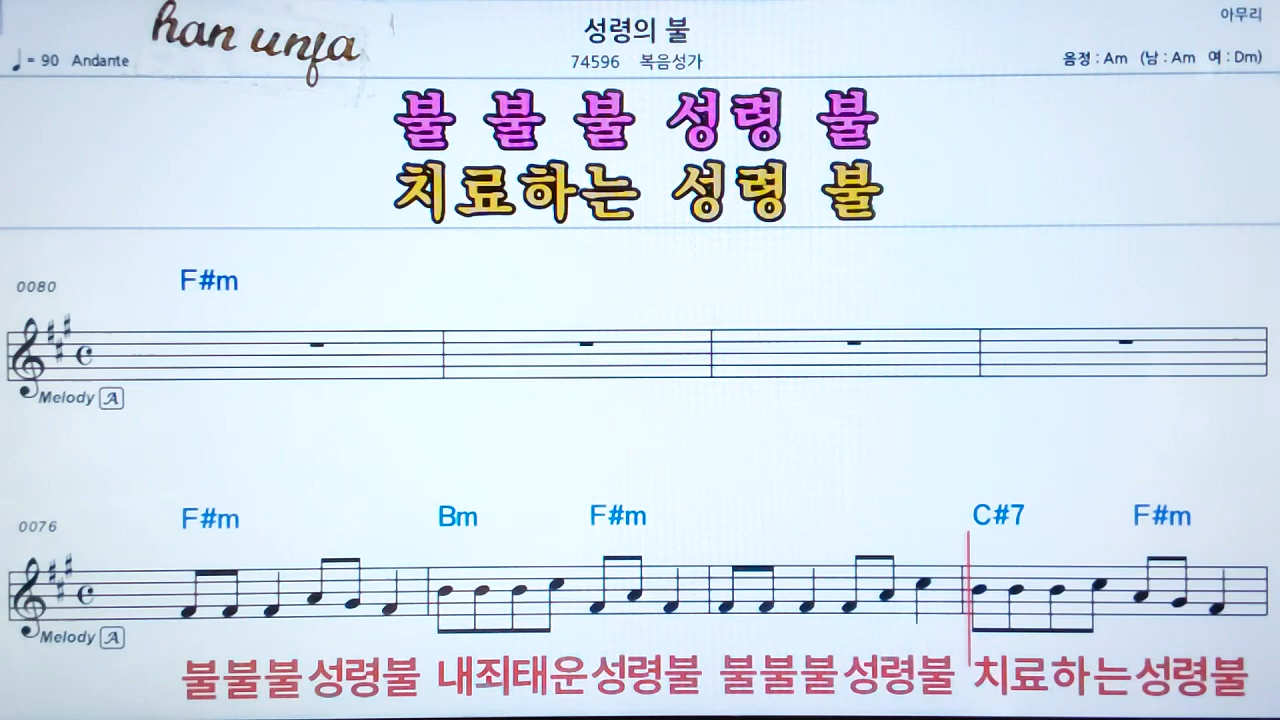 han unfa
아무리
성령의 불
♩= 90 Andante
74596 복음성가
음정 : Am (남 : Am 여 : Dm)
불 불 불 성령 불
치료하는 성령 불
0080 F#m
Melody A
0076 F#m Bm F#m C#7 F#m
Melody A
불불불성령불 내죄태운성령불 불불불성령불 치료하는성령불